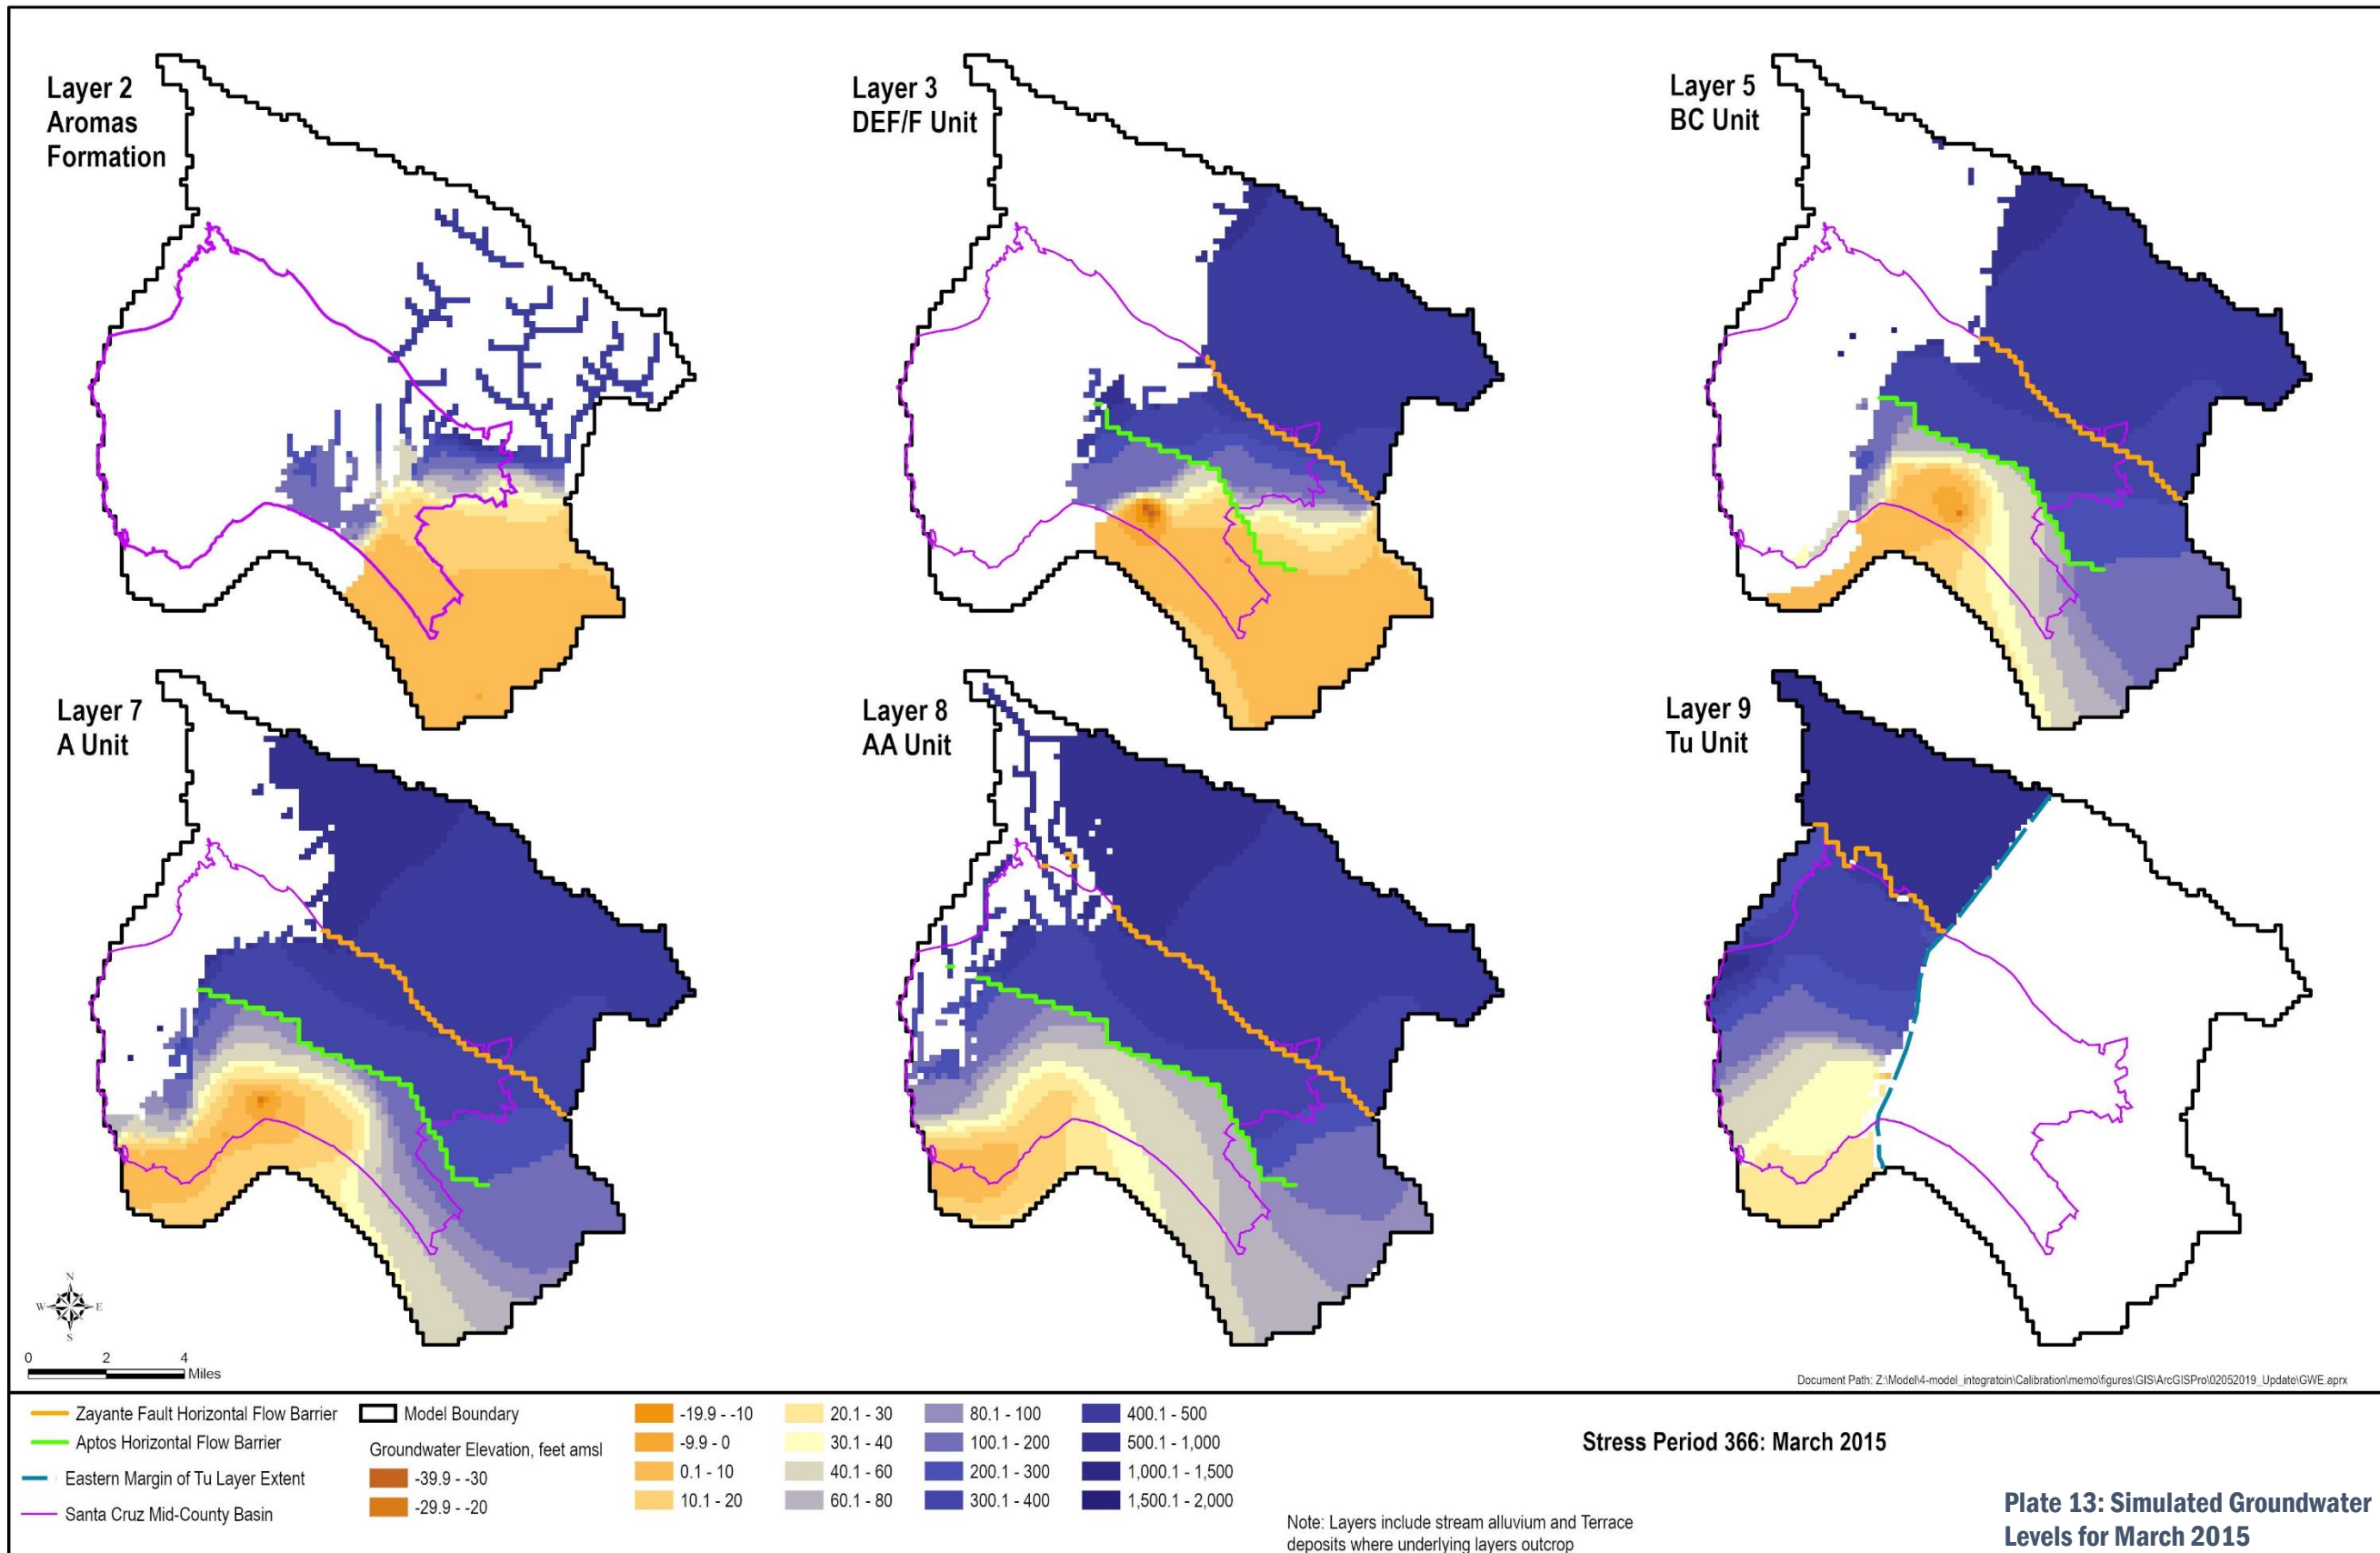 Layer 2
Aromas
Formation
Layer 3
DEF/F Unit
Layer 5
BC Unit
Layer 7
A Unit
Layer 8
AA Unit
Layer 9
Tu Unit
N
W E
S
0 2 4
Miles
Document Path: Z:\Model\4-model_integratoin\Calibration\memo\figures\GIS\ArcGISPro\02052019_Update\GWE.aprx
Zayante Fault Horizontal Flow Barrier
Aptos Horizontal Flow Barrier
Eastern Margin of Tu Layer Extent
Santa Cruz Mid-County Basin
Model Boundary
Groundwater Elevation, feet amsl
-39.9 - -30
-29.9 - -20
-19.9 - -10
-9.9 - 0
0.1 - 10
10.1 - 20
20.1 - 30
30.1 - 40
40.1 - 60
60.1 - 80
80.1 - 100
100.1 - 200
200.1 - 300
300.1 - 400
400.1 - 500
500.1 - 1,000
1,000.1 - 1,500
1,500.1 - 2,000
Stress Period 366: March 2015
Note: Layers include stream alluvium and Terrace
deposits where underlying layers outcrop
Plate 13: Simulated Groundwater
Levels for March 2015